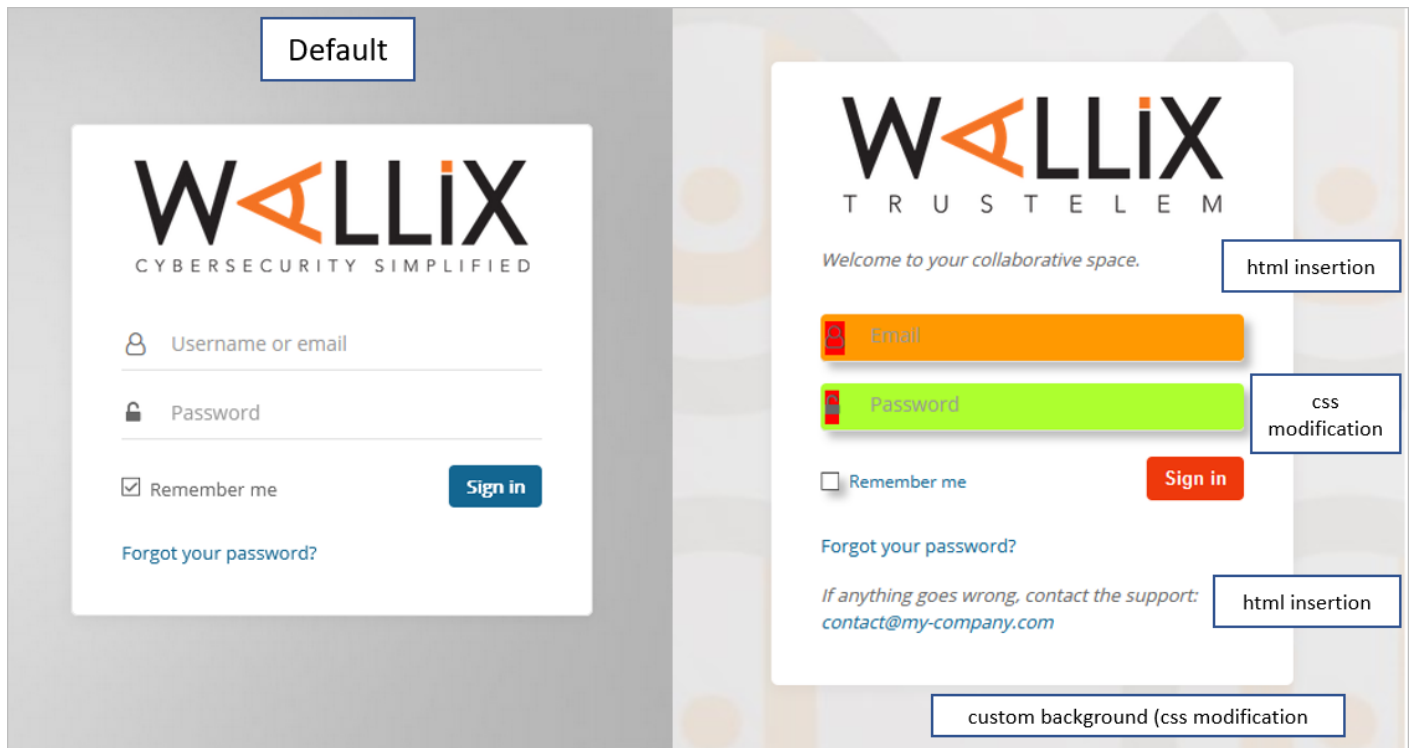 Default
WALLiX
CYBERSECURITY SIMPLIFIED
Username or email
Password
Remember me
Sign in
Forgot your password?
WALLiX
TRUSTELEM
Welcome to your collaborative space.
html insertion
Email
Password
css
modification
Remember me
Sign in
Forgot your password?
If anything goes wrong, contact the support:
contact@my-company.com
html insertion
custom background (css modification